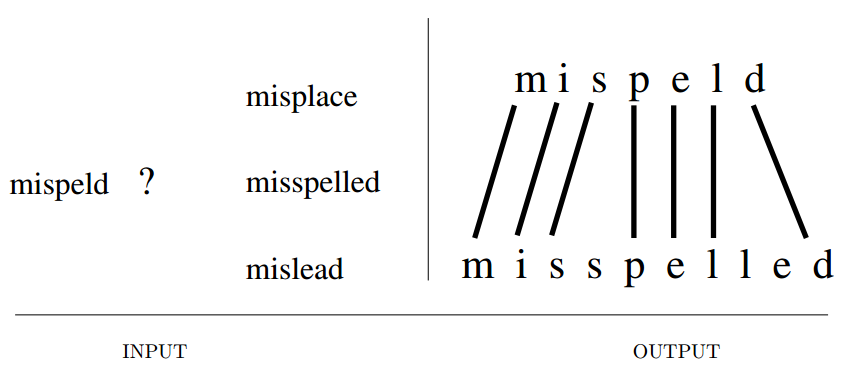 misplace
mispeld ? misspelled
mislead
m i s p e l d
m i s s p e l l e d
INPUT
OUTPUT